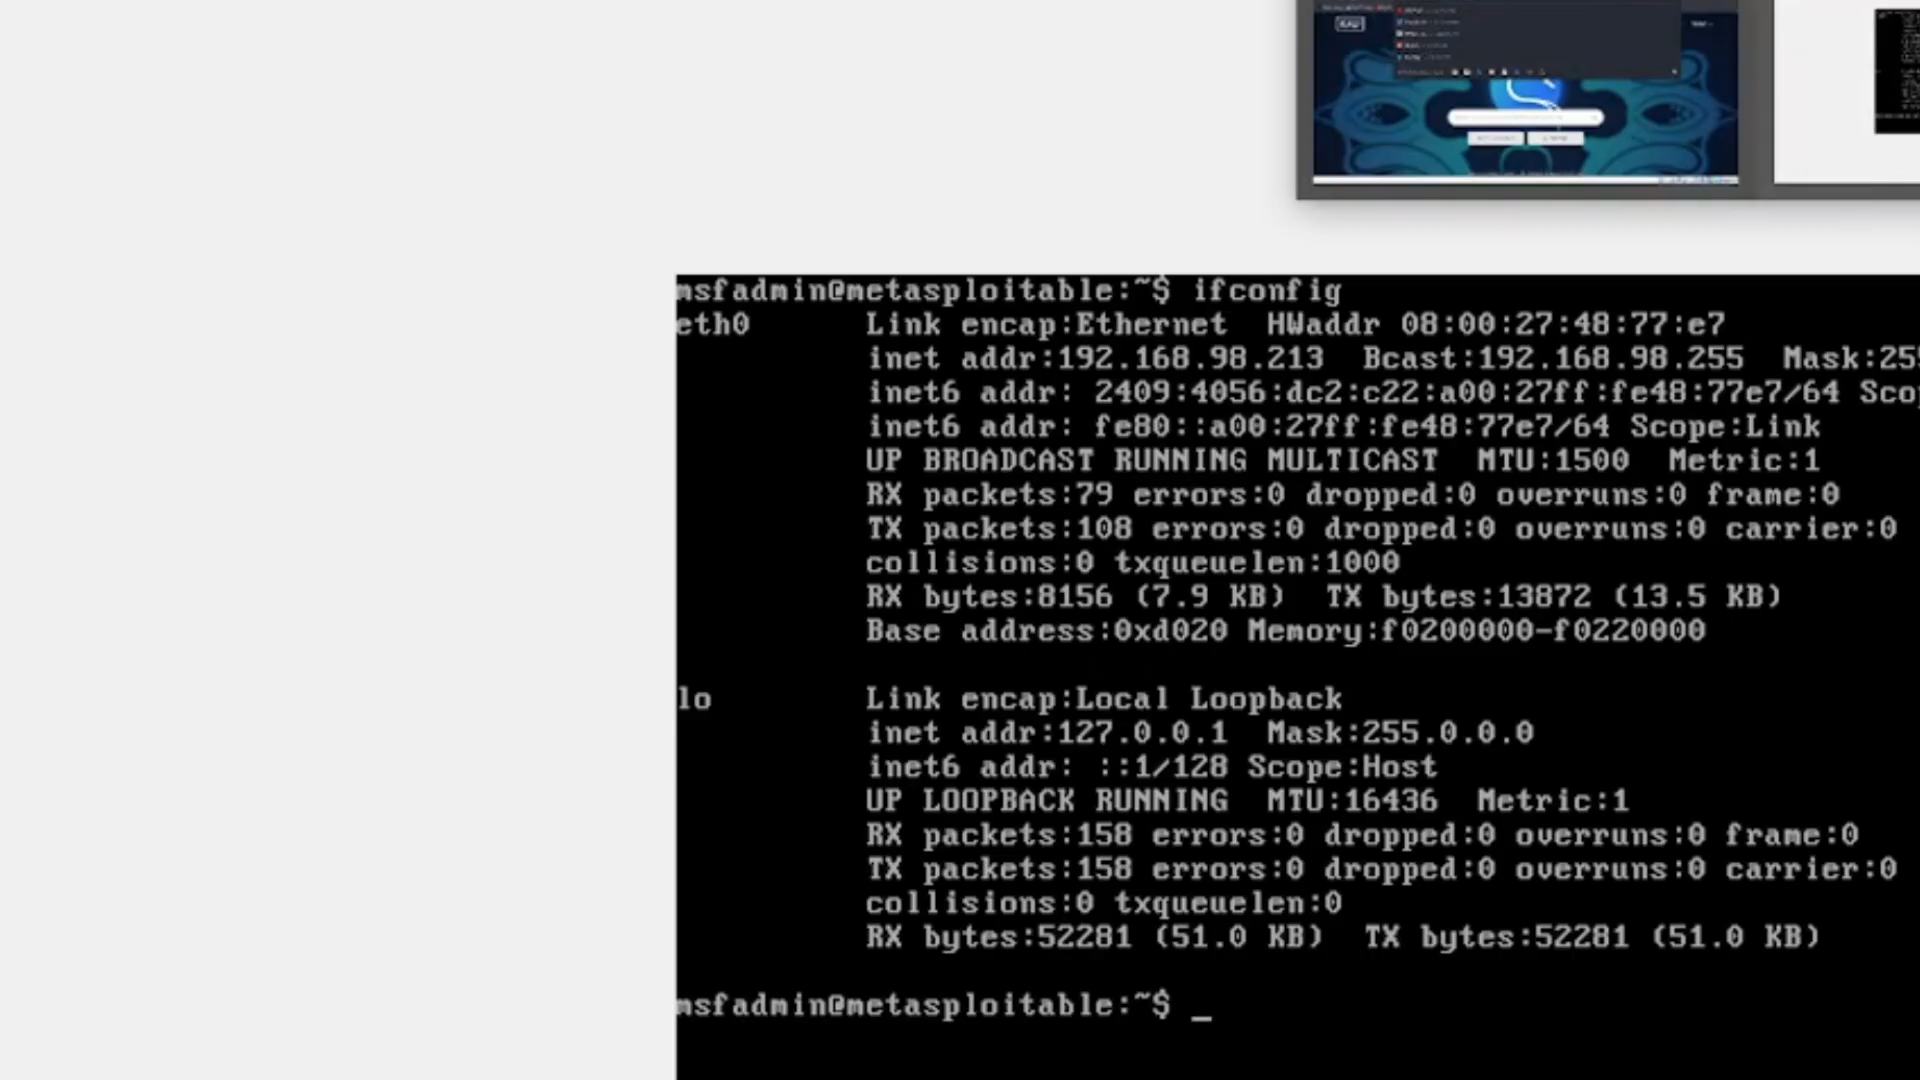 msfadmin@metasploitable:~$ ifconfig
eth0 Link encap:Ethernet HWaddr 08:00:27:48:77:e7
inet addr:192.168.98.213 Bcast:192.168.98.255 Mask:255
inet6 addr: 2409:4056:dc2:c22:a00:27ff:fe48:77e7/64 Sco
inet6 addr: fe80::a00:27ff:fe48:77e7/64 Scope:Link
UP BROADCAST RUNNING MULTICAST MTU:1500 Metric:1
RX packets:79 errors:0 dropped:0 overruns:0 frame:0
TX packets:108 errors:0 dropped:0 overruns:0 carrier:0
collisions:0 txqueuelen:1000
RX bytes:8156 (7.9 KB) TX bytes:13872 (13.5 KB)
Base address:0xd020 Memory:f0200000-f0220000
lo Link encap:Local Loopback
inet addr:127.0.0.1 Mask:255.0.0.0
inet6 addr: ::1/128 Scope:Host
UP LOOPBACK RUNNING MTU:16436 Metric:1
RX packets:158 errors:0 dropped:0 overruns:0 frame:0
TX packets:158 errors:0 dropped:0 overruns:0 carrier:0
collisions:0 txqueuelen:0
RX bytes:52281 (51.0 KB) TX bytes:52281 (51.0 KB)
msfadmin@metasploitable:~$ _